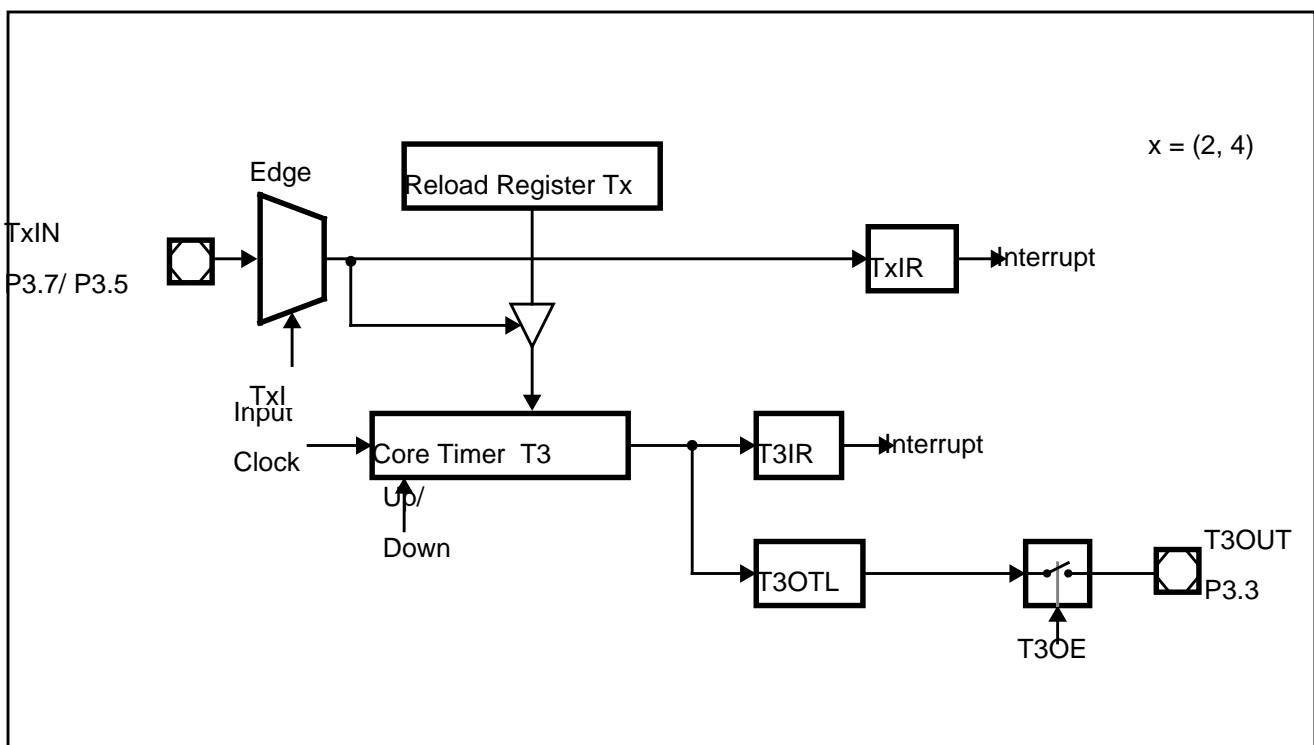 x = (2, 4)
Edge
Reload Register Tx
TxIN
P3.7/ P3.5
TxIR
Interrupt
TxI
Input
Clock
Core Timer T3
T3IR
Interrupt
Up/
Down
T3OTL
T3OUT
P3.3
T3OE